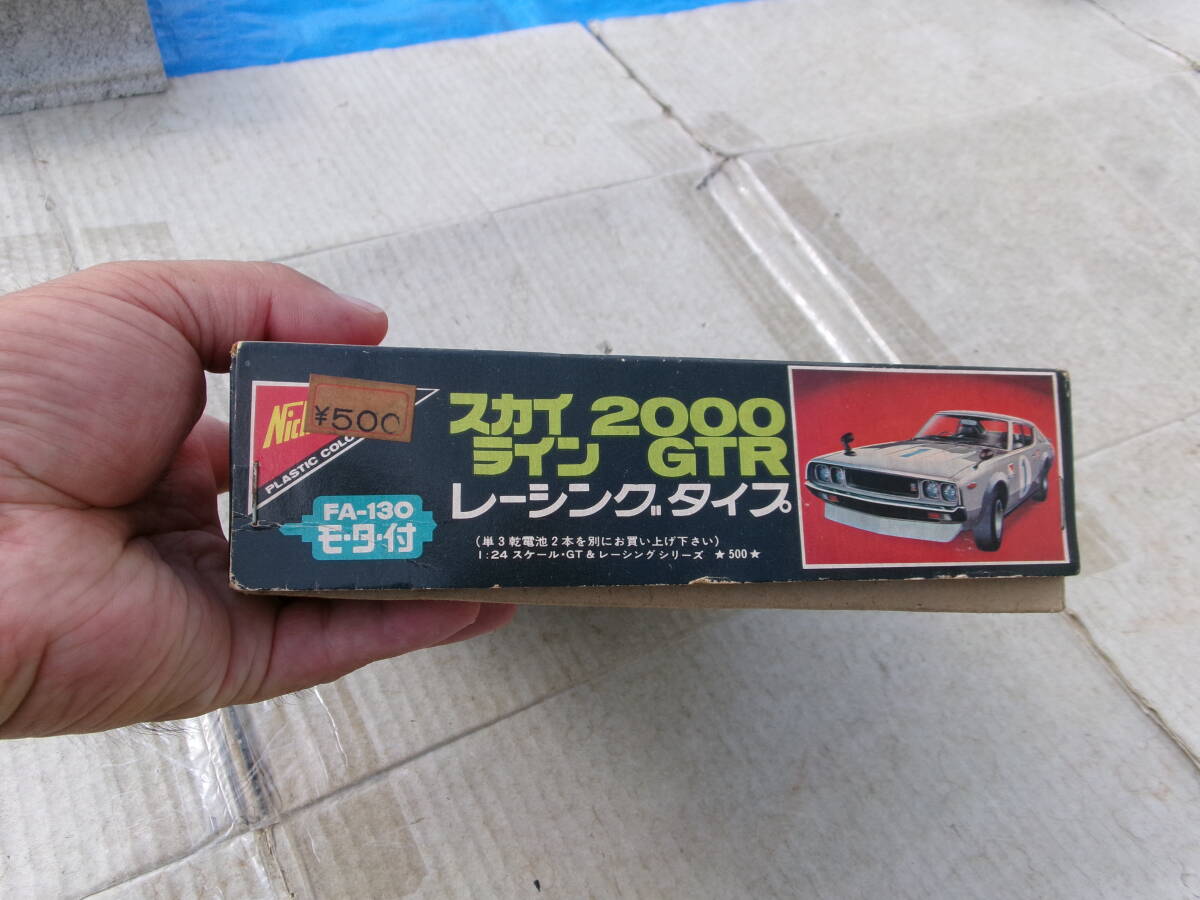 ¥500
PLASTIC COLO
スカイ 2000
ライン GTR
レーシングタイプ
FA-130
モ・タ・付
(単3乾電池2本を別にお買い上げ下さい)
1:24 スケール・GT&レーシングシリーズ ★500★